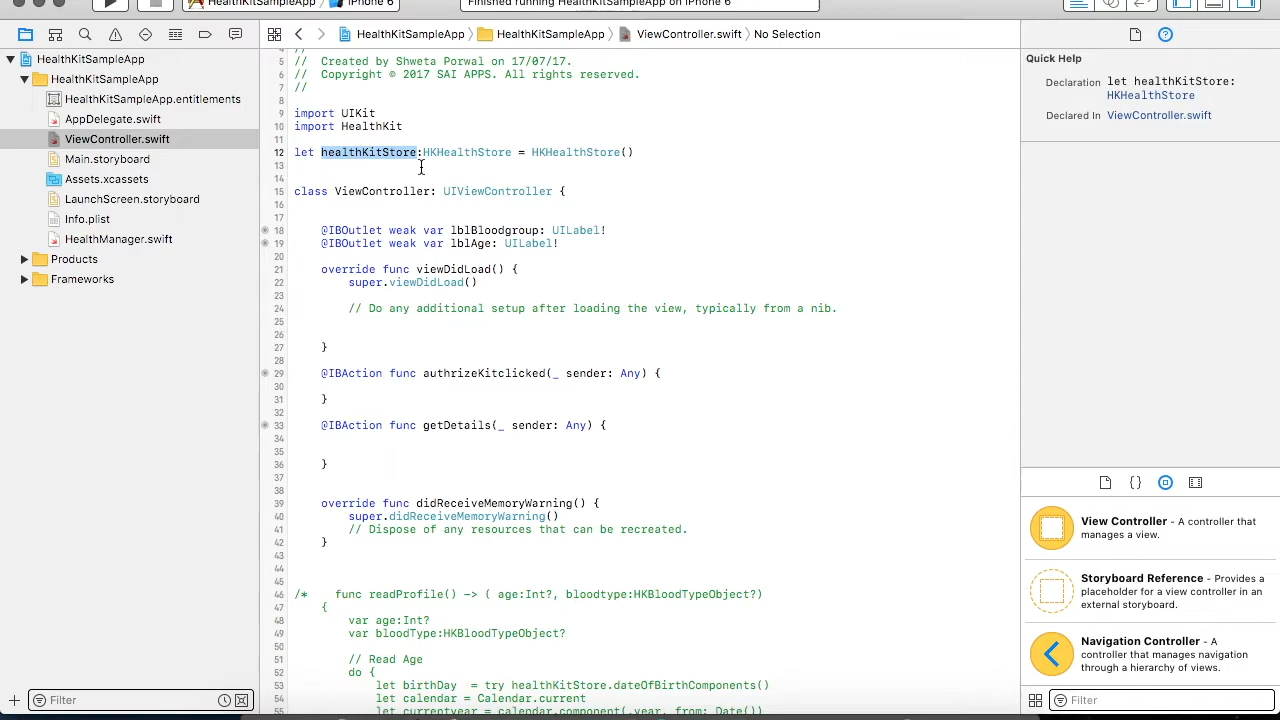 HealthKitSampleApp
iPhone 6
Finished running HealthKitSampleApp on iPhone 6
HealthKitSampleApp
HealthKitSampleApp
ViewController.swift
No Selection
HealthKitSampleApp
HealthKitSampleApp
HealthKitSampleApp.entitlements
AppDelegate.swift
ViewController.swift
Main.storyboard
Assets.xcassets
LaunchScreen.storyboard
Info.plist
HealthManager.swift
Products
Frameworks
Filter
4 //
5 //  Created by Shweta Porwal on 17/07/17.
6 //  Copyright © 2017 SAI APPS. All rights reserved.
7 //
8
9 import UIKit
10 import HealthKit
11
12 let healthKitStore:HKHealthStore = HKHealthStore()
13
14
15 class ViewController: UIViewController {
16
17
18 @IBOutlet weak var lblBloodgroup: UILabel!
19 @IBOutlet weak var lblAge: UILabel!
20
21 override func viewDidLoad() {
22 super.viewDidLoad()
23
24 // Do any additional setup after loading the view, typically from a nib.
25
26
27 }
28
29 @IBAction func authrizeKitclicked(_ sender: Any) {
30
31 }
32
33 @IBAction func getDetails(_ sender: Any) {
34
35
36 }
37
38
39 override func didReceiveMemoryWarning() {
40 super.didReceiveMemoryWarning()
41 // Dispose of any resources that can be recreated.
42 }
43
44
45
46 /*    func readProfile() -> ( age:Int?, bloodtype:HKBloodTypeObject?)
47 {
48 var age:Int?
49 var bloodType:HKBloodTypeObject?
50
51 // Read Age
52 do {
53 let birthDay  = try healthKitStore.dateOfBirthComponents()
54 let calendar = Calendar.current
55 let currentyear = calendar.component(.year, from: Date())
Quick Help
Declaration let healthKitStore:
HKHealthStore
Declared In ViewController.swift
{}
View Controller - A controller that
manages a view.
Storyboard Reference - Provides a
placeholder for a view controller in an
external storyboard.
Navigation Controller - A
controller that manages navigation
through a hierarchy of views.
Filter